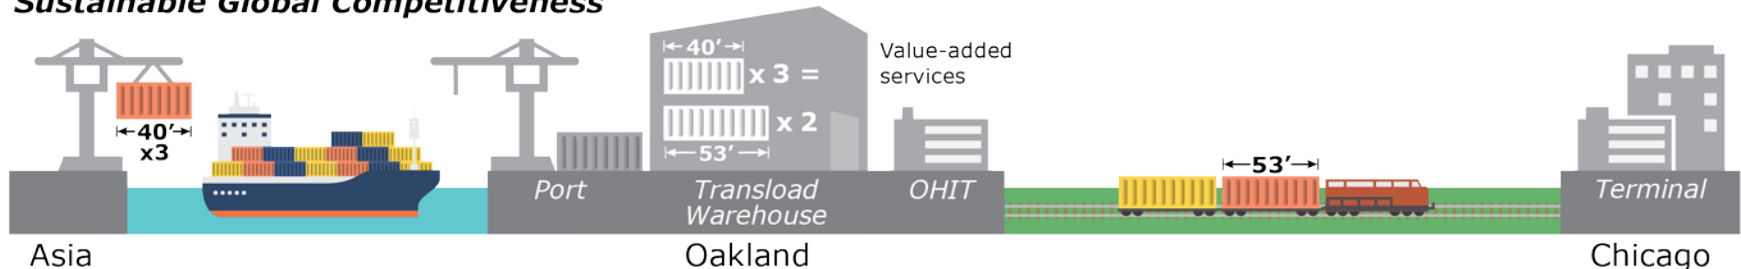 Sustainable Global Competitiveness
40′
x3
40′
x 3 =
x 2
53′
Value-added
services
53′
Port
Transload
Warehouse
OHIT
Terminal
Asia
Oakland
Chicago